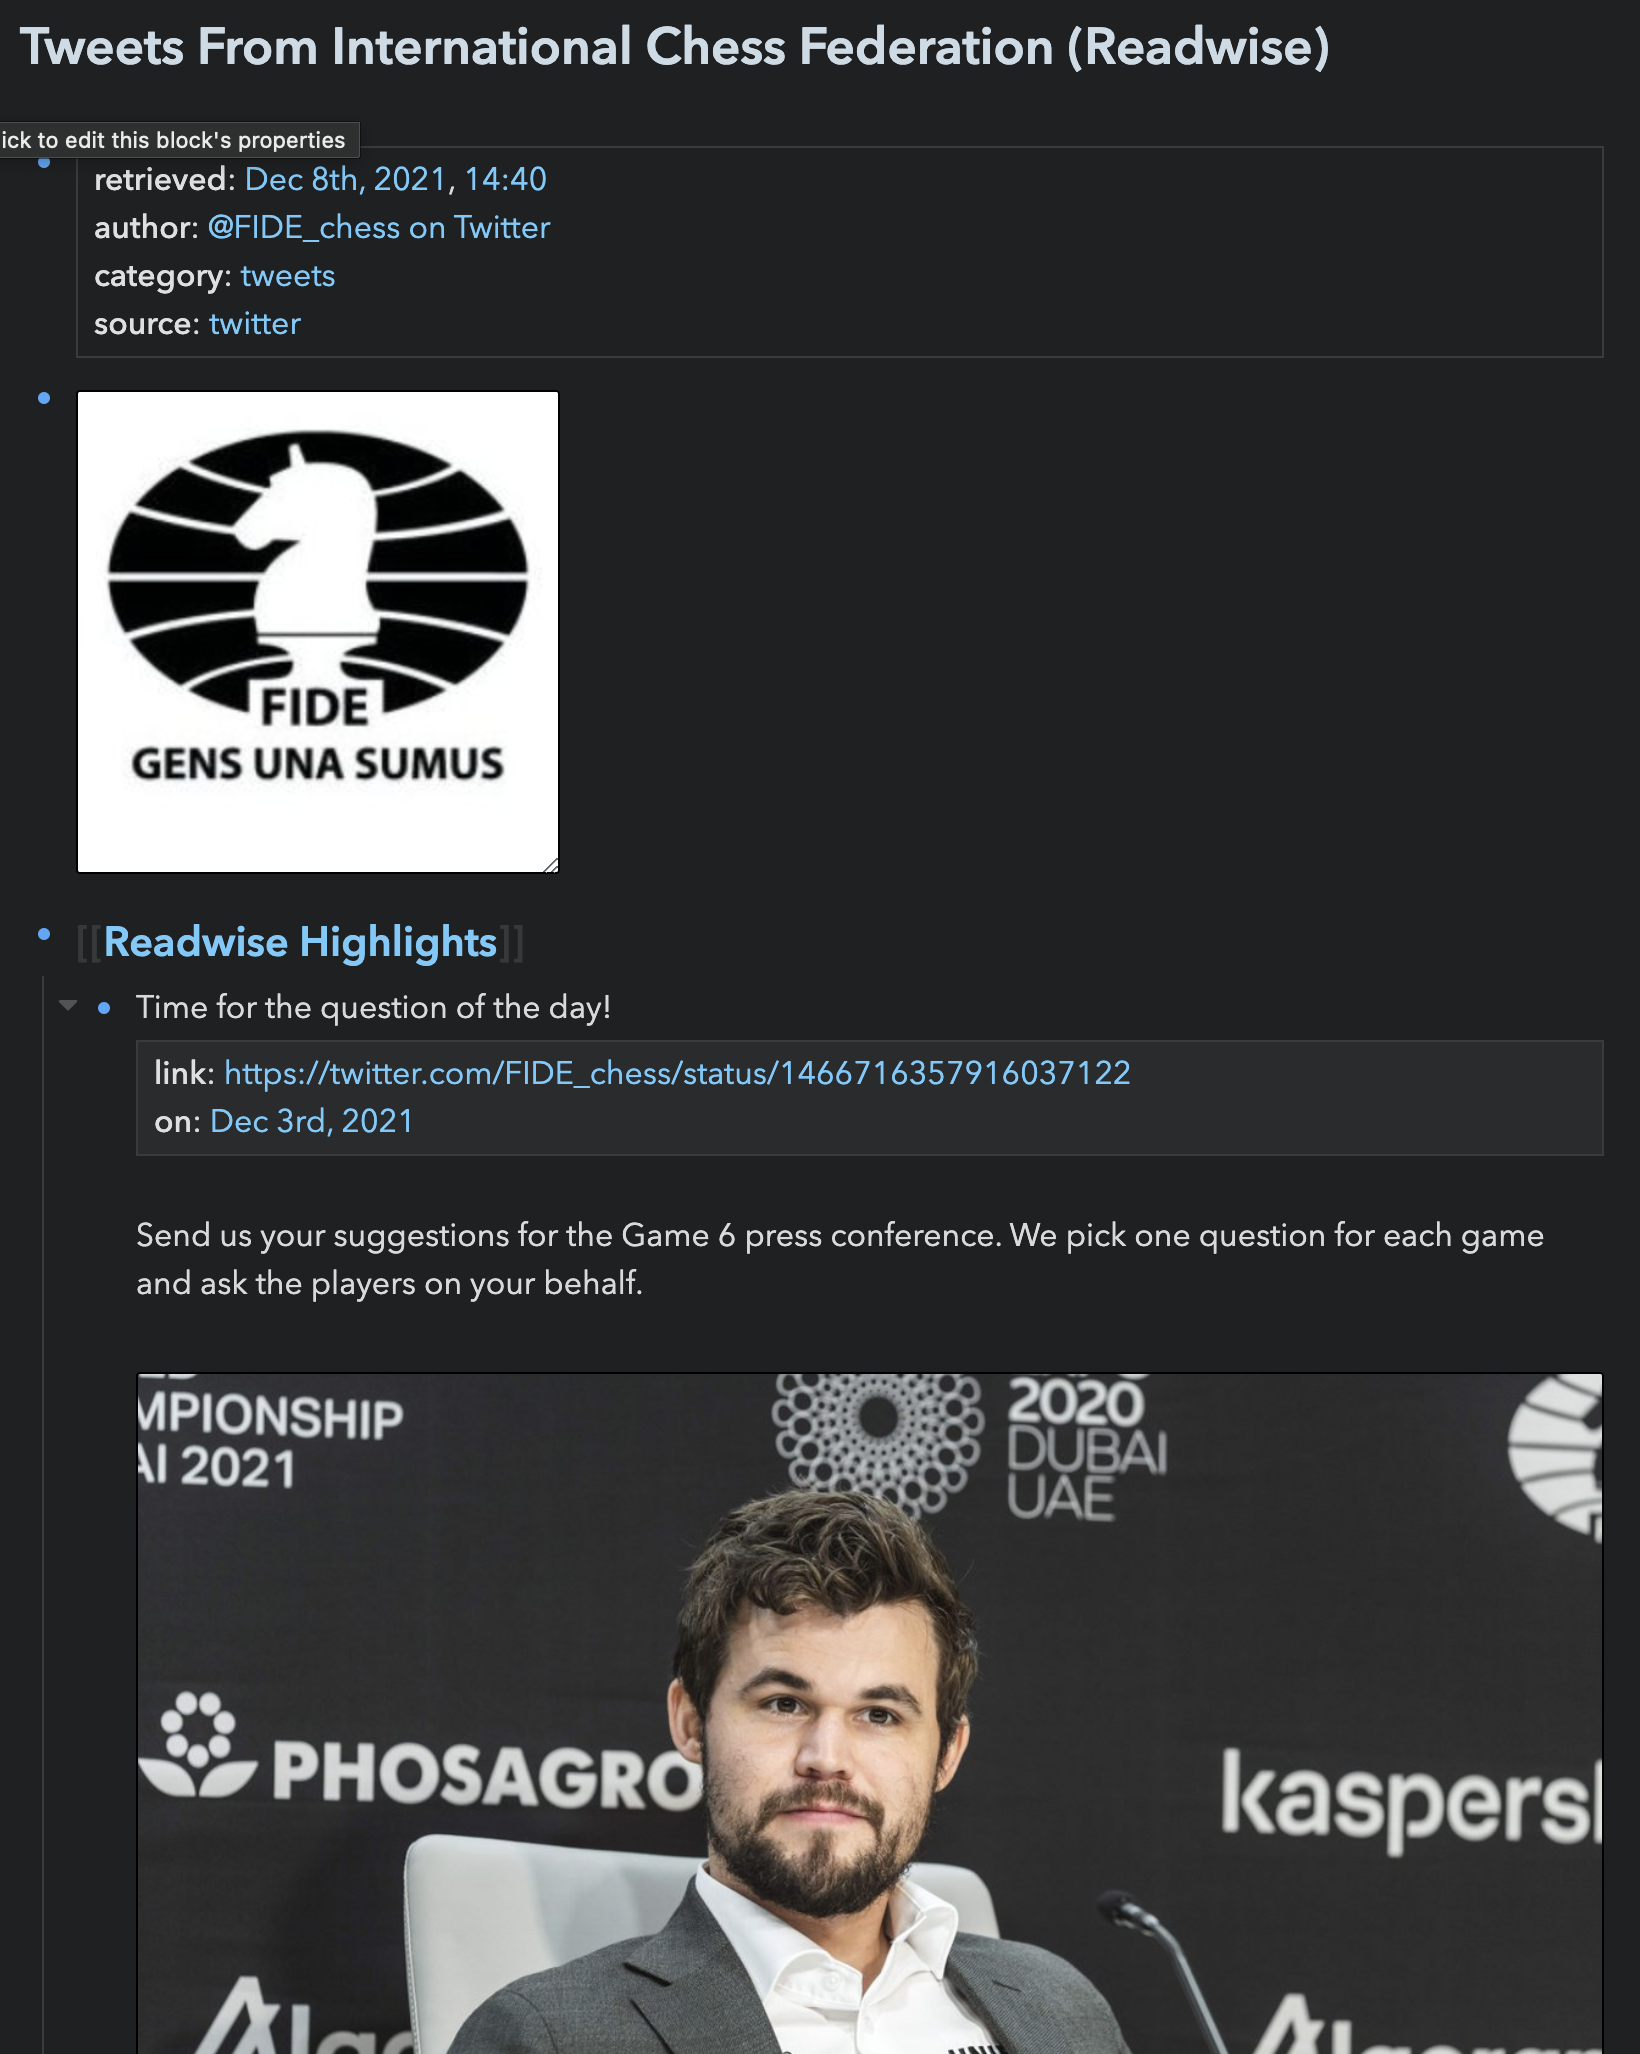 Tweets From International Chess Federation (Readwise)
ick to edit this block's properties
retrieved: Dec 8th, 2021, 14:40
author: @FIDE_chess on Twitter
category: tweets
source: twitter
FIDE
GENS UNA SUMUS
[[Readwise Highlights]]
Time for the question of the day!
link: https://twitter.com/FIDE_chess/status/1466716357916037122
on: Dec 3rd, 2021
Send us your suggestions for the Game 6 press conference. We pick one question for each game
and ask the players on your behalf.
MPIONSHIP
AI 2021
2020
DUBAI
UAE
PHOSAGRO
kaspers
Algo
Algoran